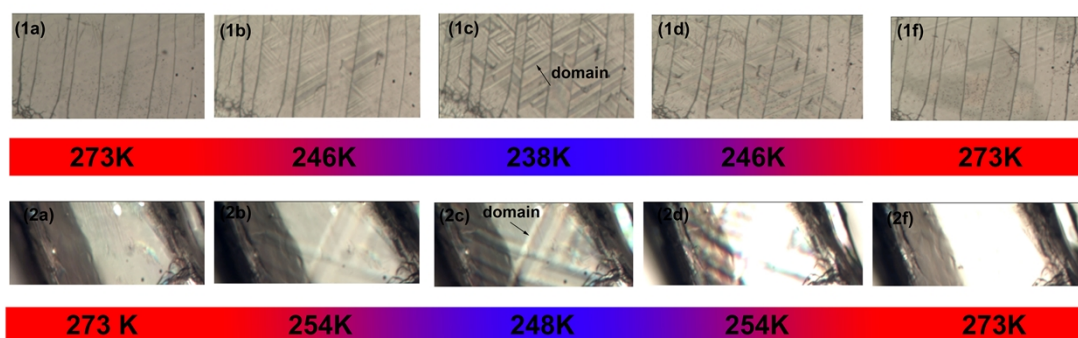 (1a) (1b) (1c) (1d) (1f)
domain
273K 246K 238K 246K 273K
(2a) (2b) (2c) domain (2d) (2f)
273 K 254K 248K 254K 273K